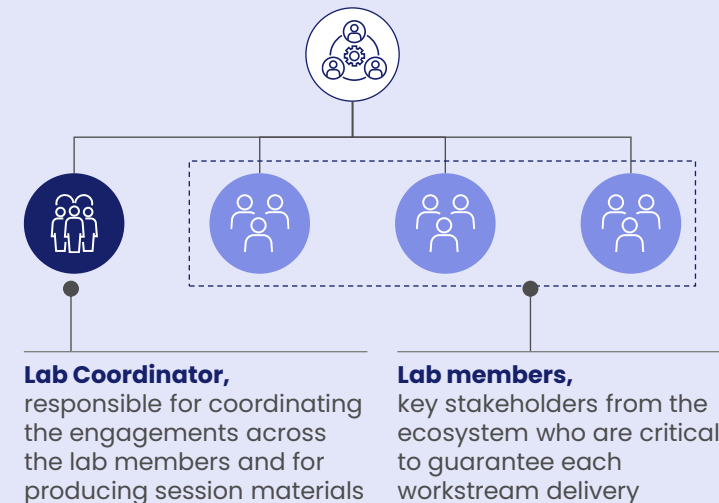 Lab Coordinator,
responsible for coordinating
the engagements across
the lab members and for
producing session materials
Lab members,
key stakeholders from the
ecosystem who are critical
to guarantee each
workstream delivery